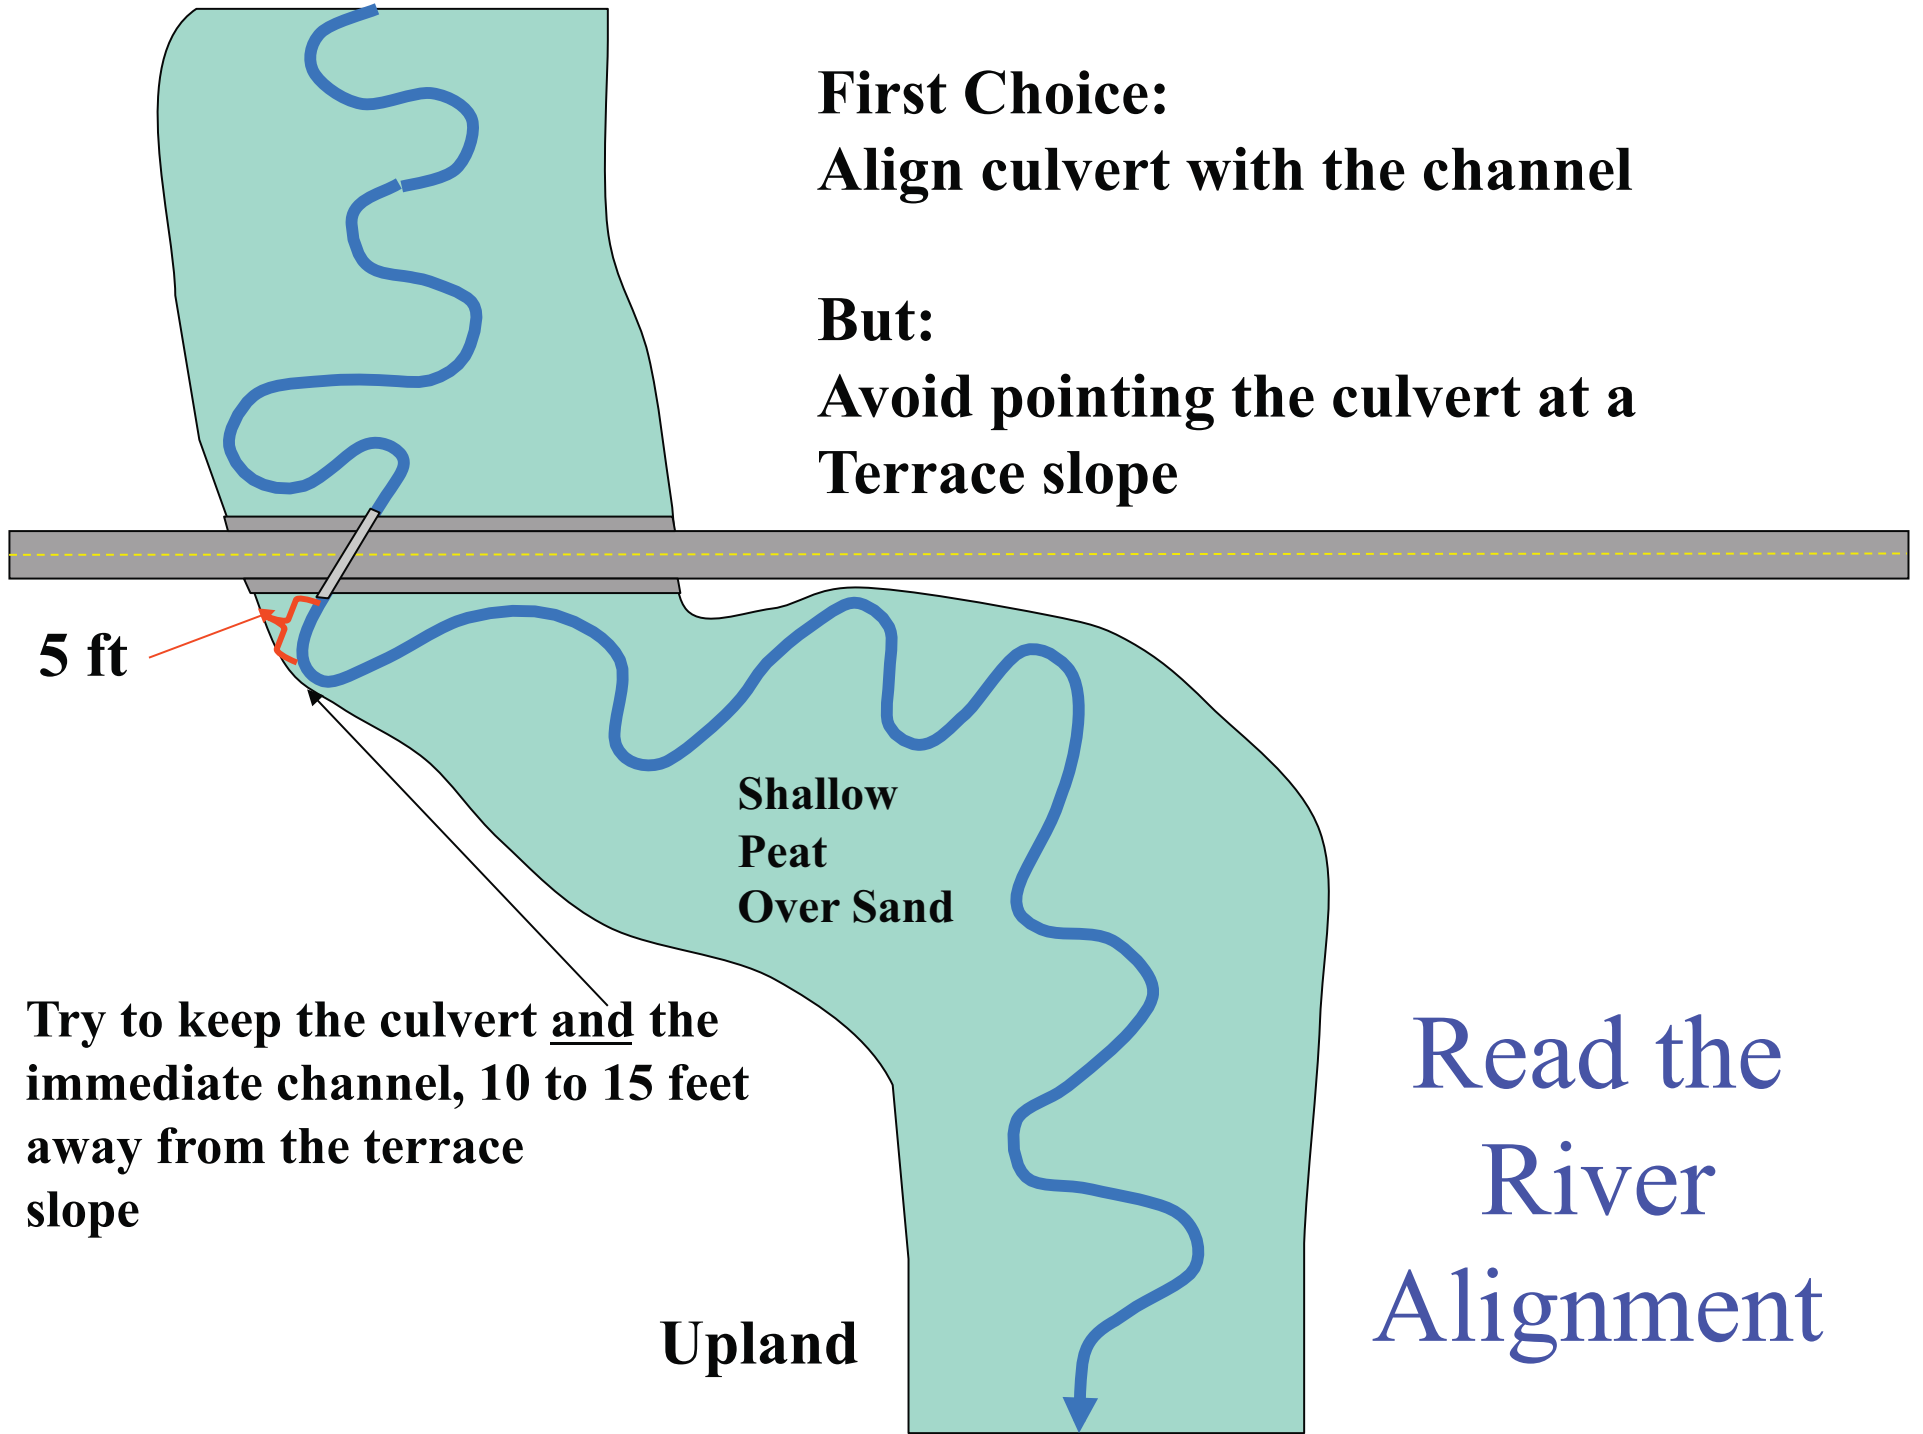 First Choice:
Align culvert with the channel
But:
Avoid pointing the culvert at a
Terrace slope
5 ft
Shallow
Peat
Over Sand
Try to keep the culvert and the
immediate channel, 10 to 15 feet
away from the terrace
slope
Upland
Read the
River
Alignment